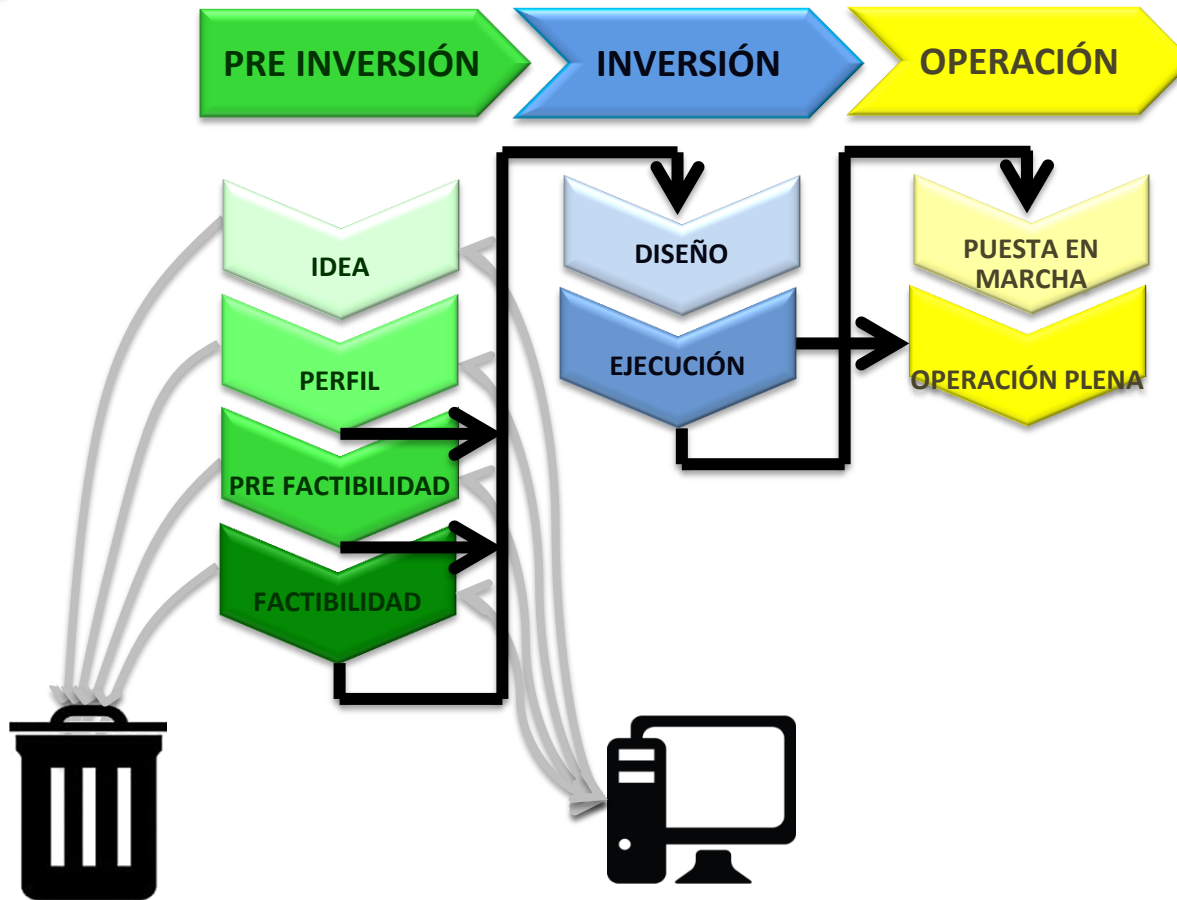 PRE INVERSIÓN
INVERSIÓN
OPERACIÓN
IDEA
PERFIL
PRE FACTIBILIDAD
FACTIBILIDAD
DISEÑO
EJECUCIÓN
PUESTA EN
MARCHA
OPERACIÓN PLENA